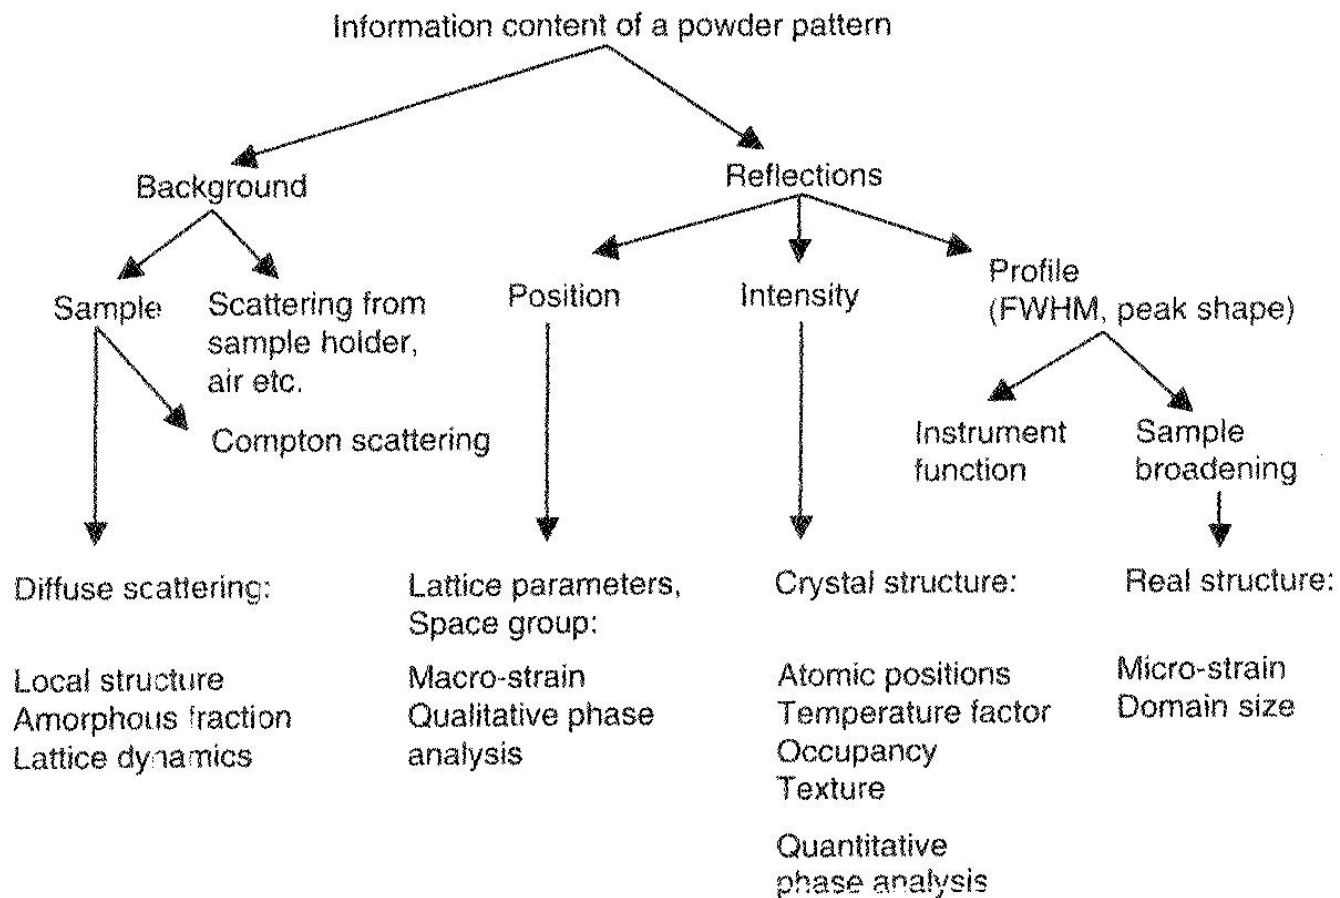 Information content of a powder pattern
Background
Reflections
Sample
Scattering from
sample holder,
air etc.
Position
Intensity
Profile
(FWHM, peak shape)
Compton scattering
Instrument
function
Sample
broadening
Diffuse scattering:
Local structure
Amorphous fraction
Lattice dynamics
Lattice parameters,
Space group:
Macro-strain
Qualitative phase
analysis
Crystal structure:
Atomic positions
Temperature factor
Occupancy
Texture
Quantitative
phase analysis
Real structure:
Micro-strain
Domain size